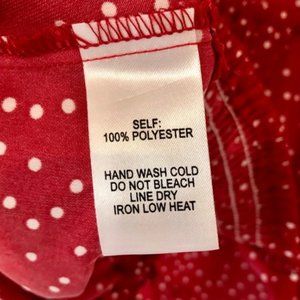 SELF:
100% POLYESTER
HAND WASH COLD
DO NOT BLEACH
LINE DRY
IRON LOW HEAT